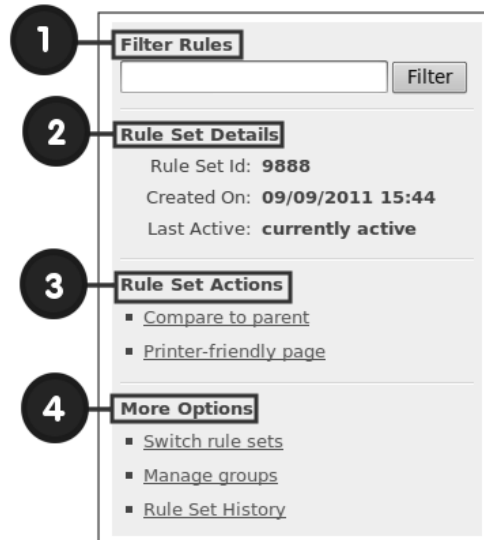 1
Filter Rules
Filter
2
Rule Set Details
Rule Set Id: 9888
Created On: 09/09/2011 15:44
Last Active: currently active
3
Rule Set Actions
Compare to parent
Printer-friendly page
4
More Options
Switch rule sets
Manage groups
Rule Set History